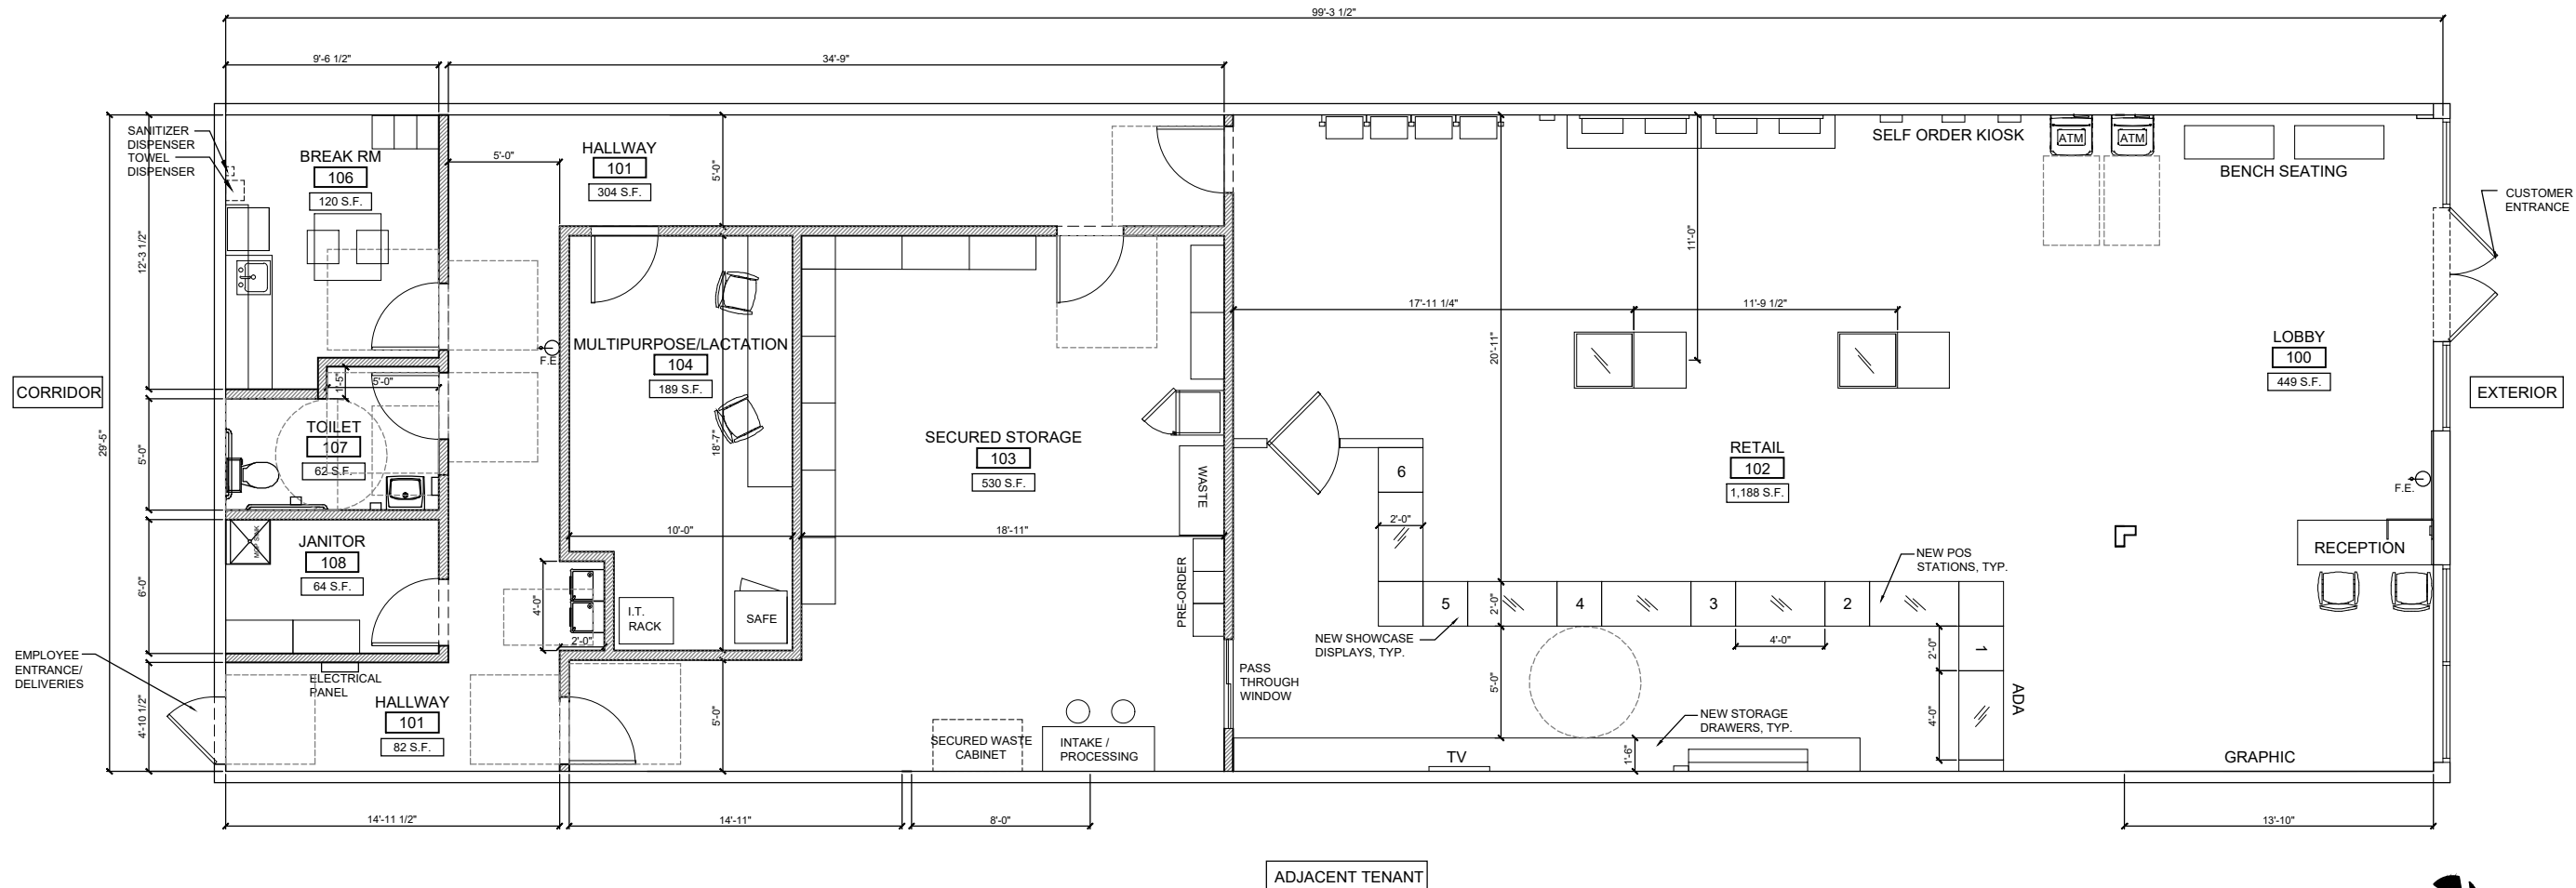 99'-3 1/2"
9'-6 1/2"
34'-9"
SANITIZER
DISPENSER
TOWEL
DISPENSER
BREAK RM
106
120 S.F.
5'-0"
HALLWAY
101
304 S.F.
5'-0"
SELF ORDER KIOSK
ATM
ATM
BENCH SEATING
CUSTOMER
ENTRANCE
12'-3 1/2"
11'-0"
17'-11 1/4"
11'-9 1/2"
LOBBY
100
449 S.F.
MULTIPURPOSE/LACTATION
104
189 S.F.
F.E.
20'-11"
CORRIDOR
EXTERIOR
29'-5"
1'-5"
5'-0"
TOILET
107
62 S.F.
5'-0"
18'-7"
SECURED STORAGE
103
530 S.F.
WASTE
6
RETAIL
102
1,188 S.F.
F.E.
2'-0"
10'-0"
18'-11"
JANITOR
108
64 S.F.
MOP SINK
6'-0"
PRE-ORDER
NEW POS
STATIONS, TYP.
RECEPTION
4'-0"
2'-0"
I.T.
RACK
SAFE
5
4
3
2
2'-0"
4'-0"
NEW SHOWCASE
DISPLAYS, TYP.
1
2'-0"
EMPLOYEE
ENTRANCE/
DELIVERIES
ELECTRICAL
PANEL
PASS
THROUGH
WINDOW
ADA
4'-0"
HALLWAY
101
82 S.F.
4'-10 1/2"
5'-0"
5'-0"
SECURED WASTE
CABINET
INTAKE /
PROCESSING
NEW STORAGE
DRAWERS, TYP.
TV
1'-6"
GRAPHIC
14'-11 1/2"
14'-11"
8'-0"
13'-10"
ADJACENT TENANT